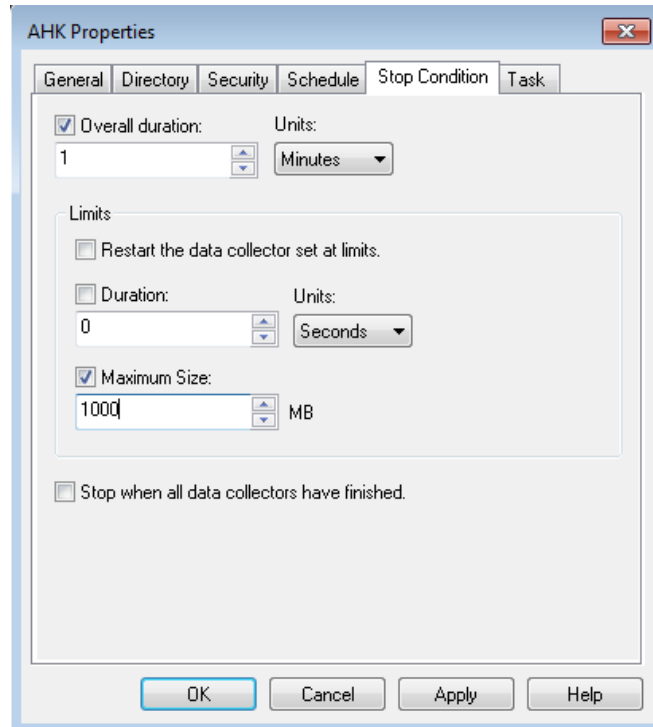 AHK Properties
General Directory Security Schedule Stop Condition Task
Overall duration: Units:
1 Minutes
Limits
Restart the data collector set at limits.
Duration: Units:
0 Seconds
Maximum Size:
1000 MB
Stop when all data collectors have finished.
OK Cancel Apply Help